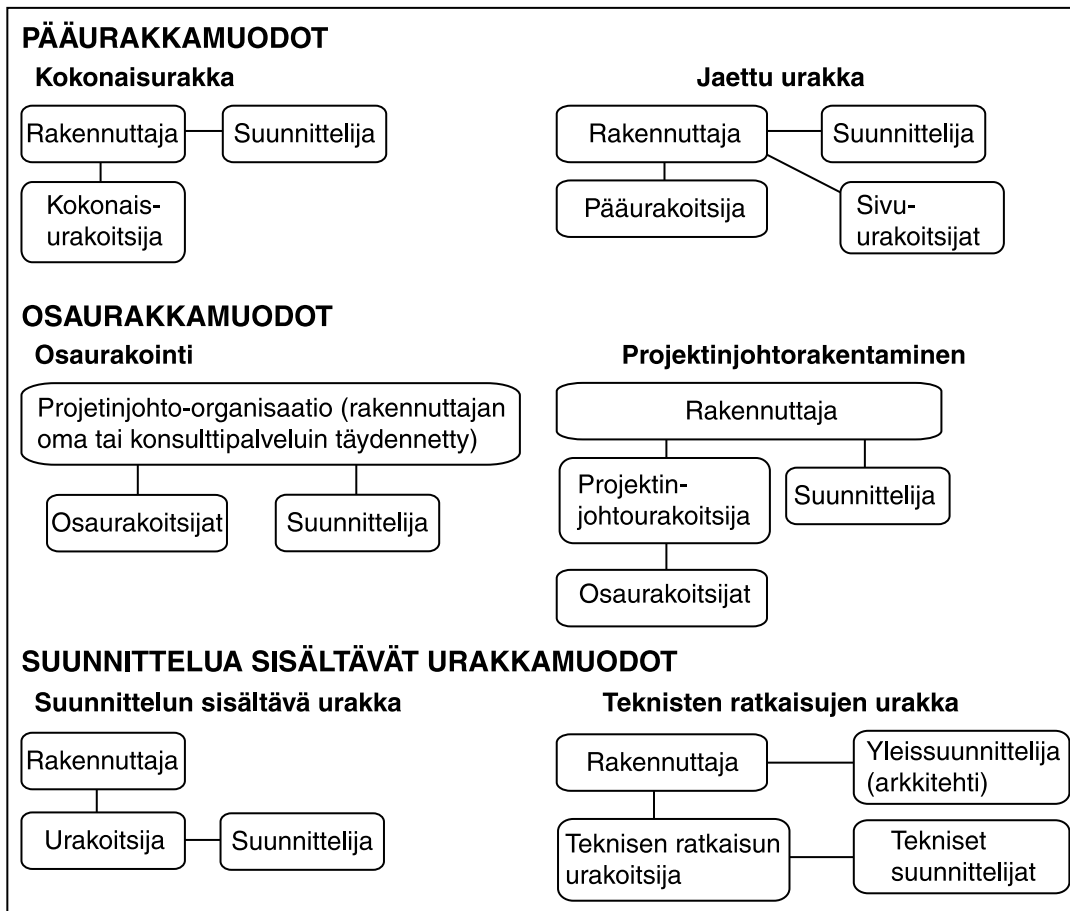 PÄÄURAKKAMUODOT
Kokonaisurakka
Rakennuttaja
Suunnittelija
Kokonais-
urakoitsija
Jaettu urakka
Rakennuttaja
Suunnittelija
Pääurakoitsija
Sivu-
urakoitsijat
OSAURAKKAMUODOT
Osaurakointi
Projetinjohto-organisaatio (rakennuttajan
oma tai konsulttipalveluin täydennetty)
Osaurakoitsijat
Suunnittelija
Projektinjohtorakentaminen
Rakennuttaja
Projektin-
johtourakoitsija
Suunnittelija
Osaurakoitsijat
SUUNNITTELUA SISÄLTÄVÄT URAKKAMUODOT
Suunnittelun sisältävä urakka
Rakennuttaja
Urakoitsija
Suunnittelija
Teknisten ratkaisujen urakka
Rakennuttaja
Yleissuunnittelija
(arkkitehti)
Teknisen ratkaisun
urakoitsija
Tekniset
suunnittelijat